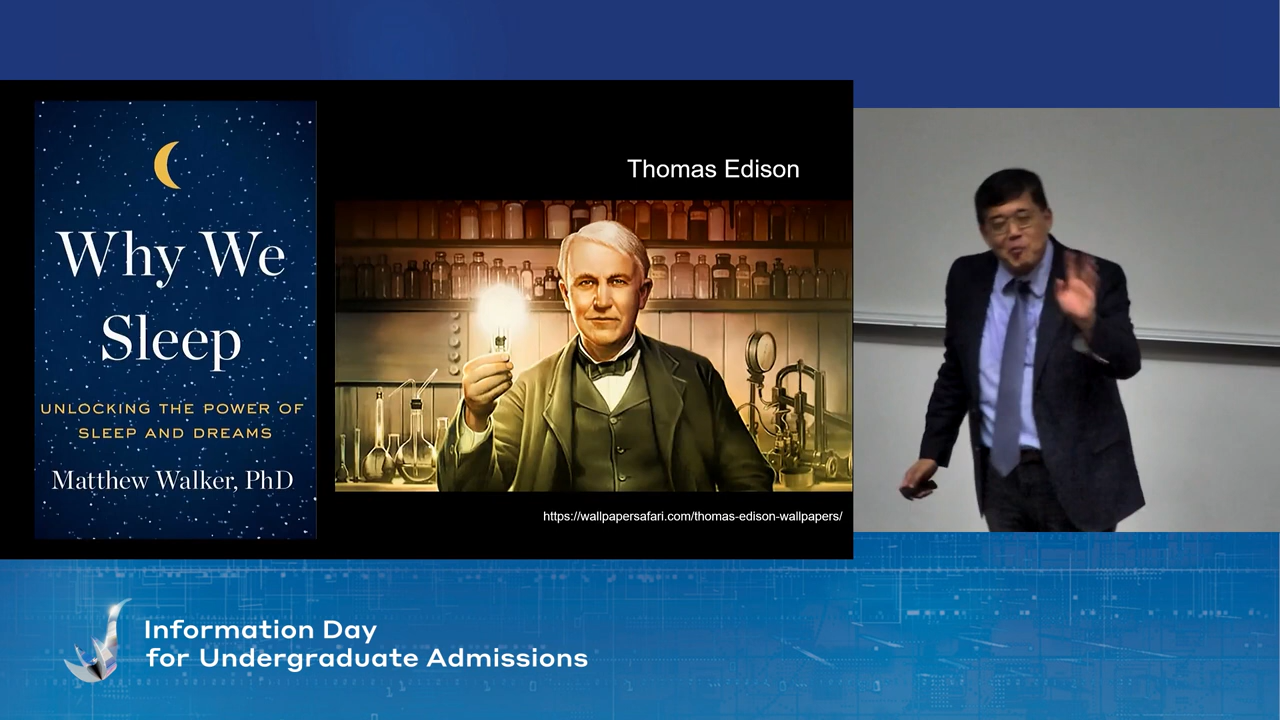 Why We
Sleep
UNLOCKING THE POWER OF
SLEEP AND DREAMS
Matthew Walker, PhD
Thomas Edison
https://wallpapersafari.com/thomas-edison-wallpapers/
Information Day
for Undergraduate Admissions